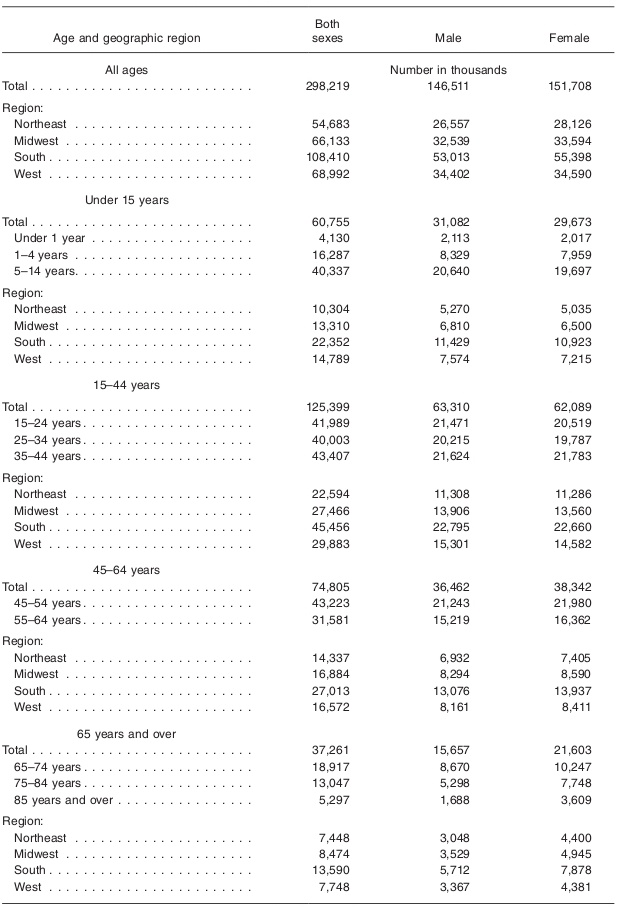 Both
Age and geographic region sexes Male Female
All ages Number in thousands
Total . . . . . . . . . . . . . . . . . . . . . . . . . . 298,219 146,511 151,708
Region:
Northeast . . . . . . . . . . . . . . . . . . . . . 54,683 26,557 28,126
Midwest . . . . . . . . . . . . . . . . . . . . . . 66,133 32,539 33,594
South . . . . . . . . . . . . . . . . . . . . . . . . 108,410 53,013 55,398
West . . . . . . . . . . . . . . . . . . . . . . . . 68,992 34,402 34,590
Under 15 years
Total . . . . . . . . . . . . . . . . . . . . . . . . . . 60,755 31,082 29,673
Under 1 year . . . . . . . . . . . . . . . . . . . 4,130 2,113 2,017
1–4 years . . . . . . . . . . . . . . . . . . . . . 16,287 8,329 7,959
5–14 years. . . . . . . . . . . . . . . . . . . . . 40,337 20,640 19,697
Region:
Northeast . . . . . . . . . . . . . . . . . . . . . 10,304 5,270 5,035
Midwest . . . . . . . . . . . . . . . . . . . . . . 13,310 6,810 6,500
South . . . . . . . . . . . . . . . . . . . . . . . . 22,352 11,429 10,923
West . . . . . . . . . . . . . . . . . . . . . . . . 14,789 7,574 7,215
15–44 years
Total . . . . . . . . . . . . . . . . . . . . . . . . . . 125,399 63,310 62,089
15–24 years . . . . . . . . . . . . . . . . . . . . 41,989 21,471 20,519
25–34 years . . . . . . . . . . . . . . . . . . . . 40,003 20,215 19,787
35–44 years . . . . . . . . . . . . . . . . . . . . 43,407 21,624 21,783
Region:
Northeast . . . . . . . . . . . . . . . . . . . . . 22,594 11,308 11,286
Midwest . . . . . . . . . . . . . . . . . . . . . . 27,466 13,906 13,560
South . . . . . . . . . . . . . . . . . . . . . . . . 45,456 22,795 22,660
West . . . . . . . . . . . . . . . . . . . . . . . . 29,883 15,301 14,582
45–64 years
Total . . . . . . . . . . . . . . . . . . . . . . . . . . 74,805 36,462 38,342
45–54 years . . . . . . . . . . . . . . . . . . . . 43,223 21,243 21,980
55–64 years . . . . . . . . . . . . . . . . . . . . 31,581 15,219 16,362
Region:
Northeast . . . . . . . . . . . . . . . . . . . . . 14,337 6,932 7,405
Midwest . . . . . . . . . . . . . . . . . . . . . . 16,884 8,294 8,590
South . . . . . . . . . . . . . . . . . . . . . . . . 27,013 13,076 13,937
West . . . . . . . . . . . . . . . . . . . . . . . . 16,572 8,161 8,411
65 years and over
Total . . . . . . . . . . . . . . . . . . . . . . . . . . 37,261 15,657 21,603
65–74 years . . . . . . . . . . . . . . . . . . . . 18,917 8,670 10,247
75–84 years . . . . . . . . . . . . . . . . . . . . 13,047 5,298 7,748
85 years and over . . . . . . . . . . . . . . . . 5,297 1,688 3,609
Region:
Northeast . . . . . . . . . . . . . . . . . . . . . 7,448 3,048 4,400
Midwest . . . . . . . . . . . . . . . . . . . . . . 8,474 3,529 4,945
South . . . . . . . . . . . . . . . . . . . . . . . . 13,590 5,712 7,878
West . . . . . . . . . . . . . . . . . . . . . . . . 7,748 3,367 4,381